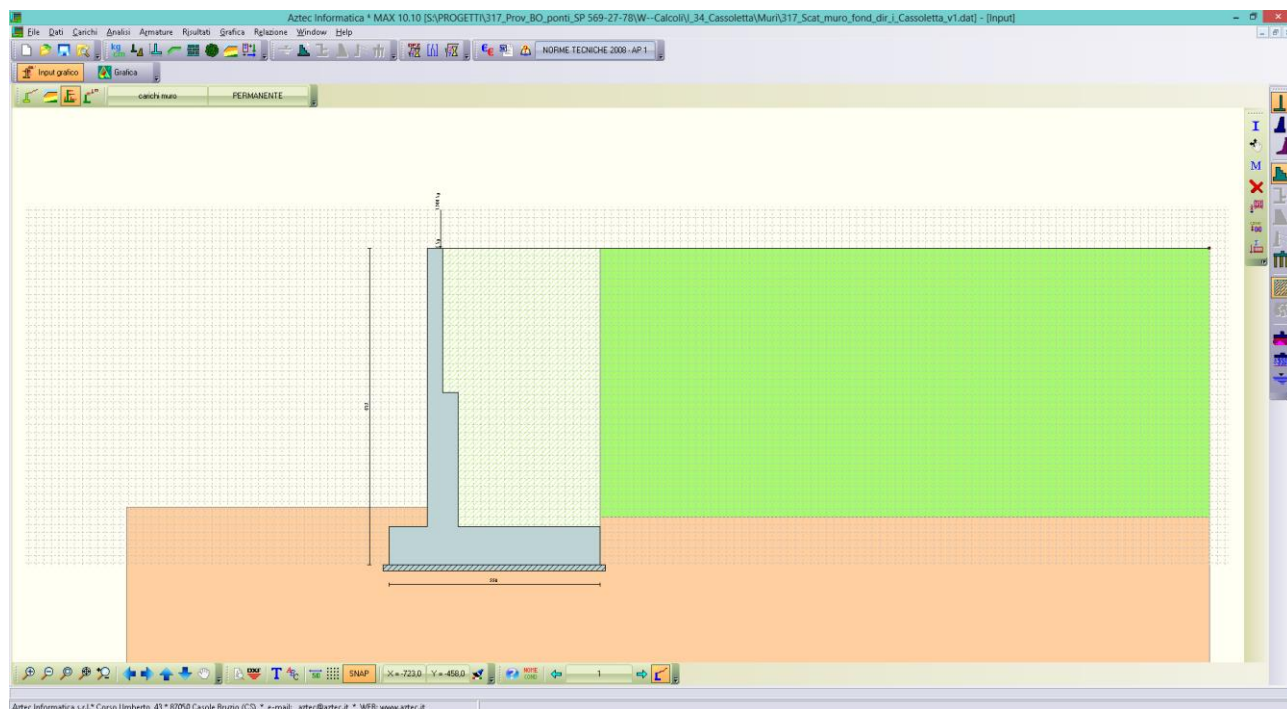 Aztec Informatica * MAX 10.10 [S:\PROGETTI\317_Prov_BO_ponti_SP 569-27-78\W--Calcoli\I_34_Cassoletta\Muri\317_Scat_muro_fond_dir_i_Cassoletta_v1.dat] - [Input]
File Dati Carichi Analisi Armature Risultati Grafica Relazione Window Help
NORME TECNICHE 2008 - AP.1
Input grafico Grafica
carichi muro PERMANENTE
I
M
SNAP X = -723,0 Y = -458,0 NOME COMB 1
Aztec Informatica s.r.l.* Corso Umberto, 43 * 87050 Casole Bruzio (CS) * e-mail: aztec@aztec.it * WEB: www.aztec.it